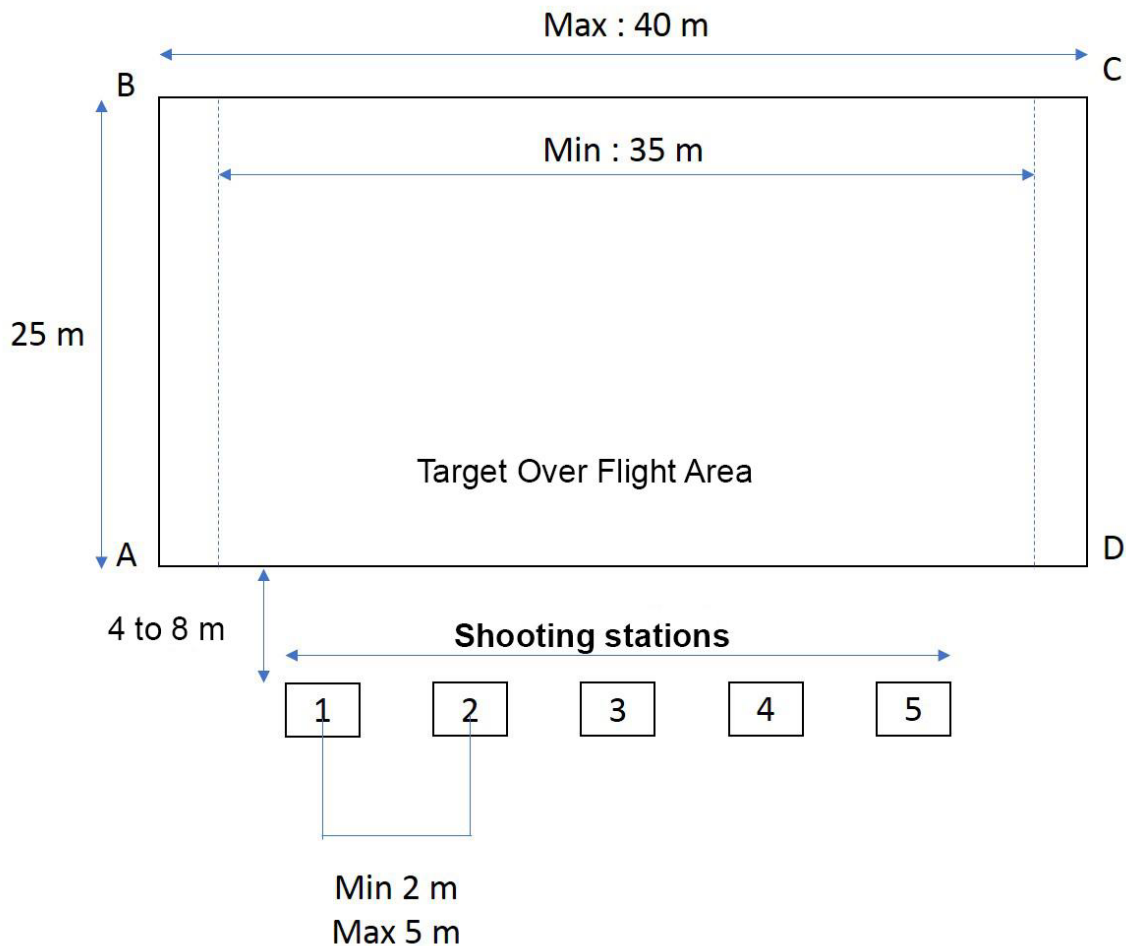 Max : 40 m
B
C
Min : 35 m
25 m
Target Over Flight Area
A
D
4 to 8 m
Shooting stations
1 2 3 4 5
Min 2 m
Max 5 m